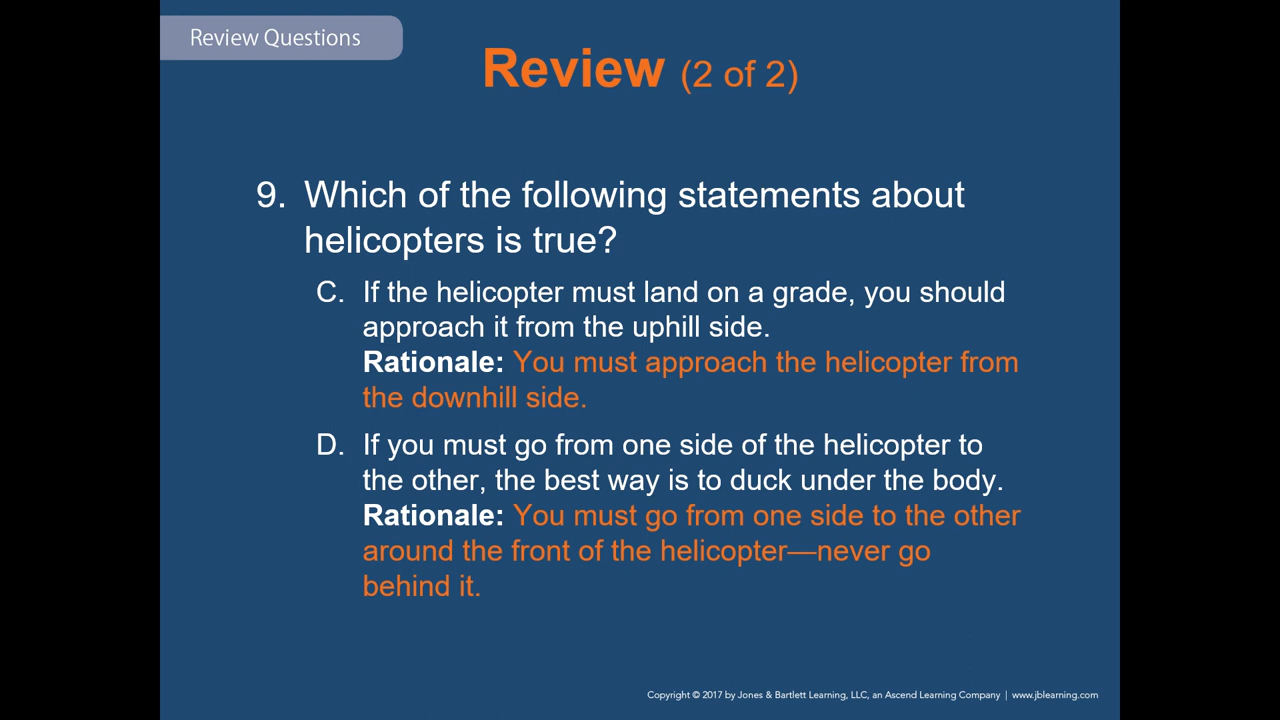 Review Questions
Review (2 of 2)
9. Which of the following statements about
helicopters is true?
C. If the helicopter must land on a grade, you should
approach it from the uphill side.
Rationale: You must approach the helicopter from
the downhill side.
D. If you must go from one side of the helicopter to
the other, the best way is to duck under the body.
Rationale: You must go from one side to the other
around the front of the helicopter—never go
behind it.
Copyright © 2017 by Jones & Bartlett Learning, LLC, an Ascend Learning Company | www.jblearning.com